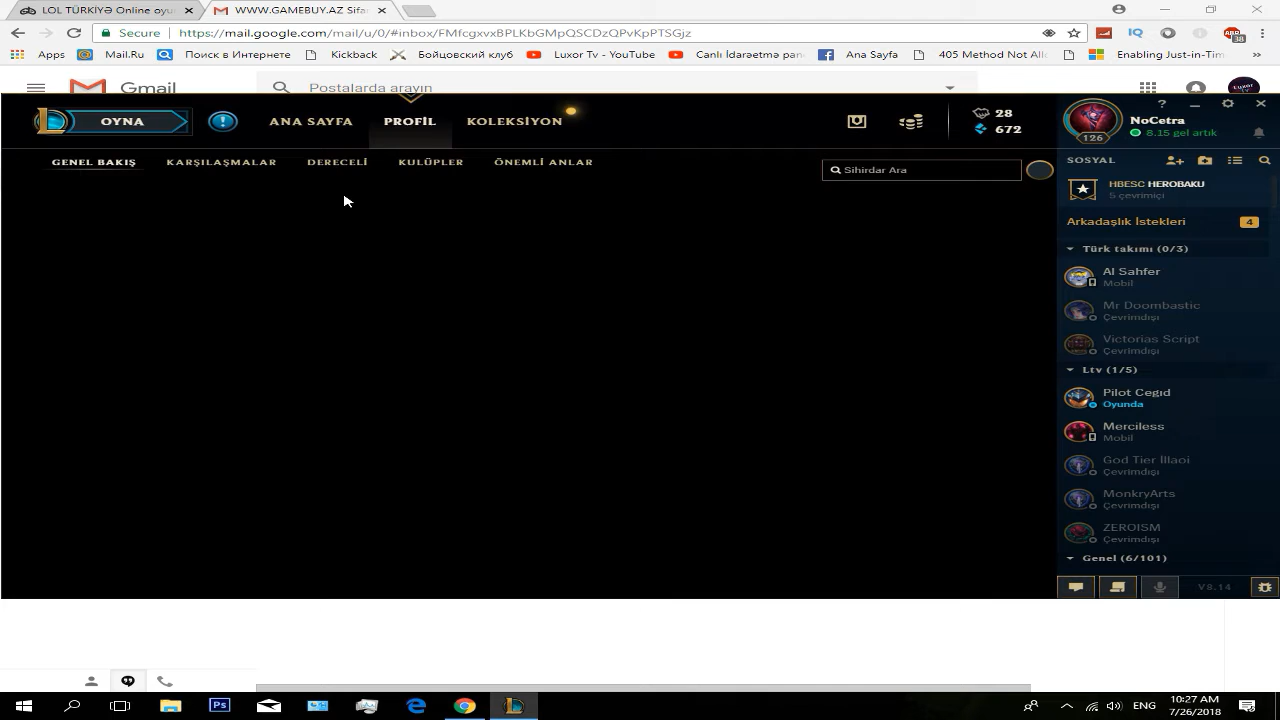 LOL TÜRKİYƏ Online oyu
WWW.GAMEBUY.AZ Sifa
Secure
https://mail.google.com/mail/u/0/#inbox/FMfcgxvxBPLKbGMpQSCDzQPvKpPTSGjz
Apps
Mail.Ru
Поиск в Интернете
Kickback
Бойцовский клуб
Luxor Tv - YouTube
Canlı İdarəetmə pan
Ana Sayfa
405 Method Not All
Enabling Just-in-Tim
38
Gmail
Postalarda arayın
OYNA
ANA SAYFA
PROFİL
KOLEKSİYON
28
672
126
NoCetra
8.15 gel artık
GENEL BAKIŞ
KARŞILAŞMALAR
DERECELİ
KULÜPLER
ÖNEMLİ ANLAR
Sihirdar Ara
SOSYAL
HBESC HEROBAKU
5 çevrimiçi
Arkadaşlık İstekleri
4
Türk takımı (0/3)
Al Sahfer
Mobil
Mr Doombastic
Çevrimdışı
Victorias Script
Çevrimdışı
Ltv (1/5)
Pilot Cegıd
Oyunda
Merciless
Mobil
God Tier İllaoi
Çevrimdışı
MonkryArts
Çevrimdışı
ZEROISM
Çevrimdışı
Genel (6/101)
V8.14
Ps
ENG
10:27 AM
7/26/2018